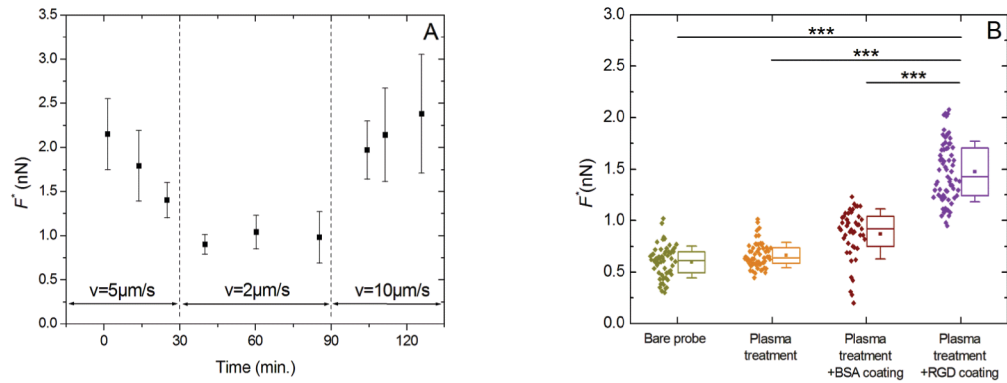 A
3.5
3.0
2.5
2.0
1.5
1.0
0.5
0.0
F* (nN)
v=5μm/s
v=2μm/s
v=10μm/s
0
30
60
90
120
Time (min.)
B
3.0
2.5
2.0
1.5
1.0
0.5
0.0
F* (nN)
***
***
***
Bare probe
Plasma
treatment
Plasma
treatment
+BSA coating
Plasma
treatment
+RGD coating